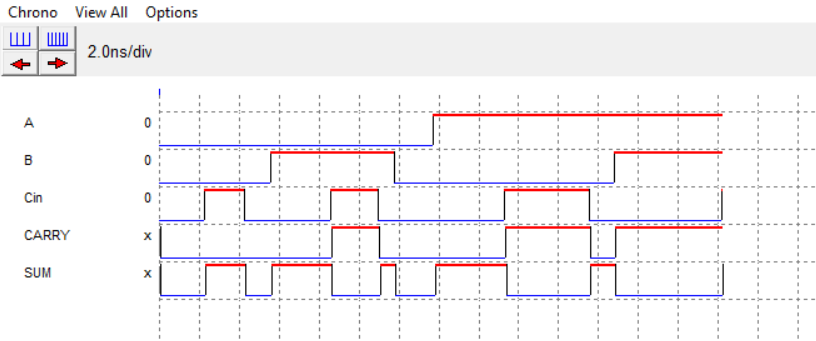 Chrono View All Options
2.0ns/div
A 0
B 0
Cin 0
CARRY x
SUM x